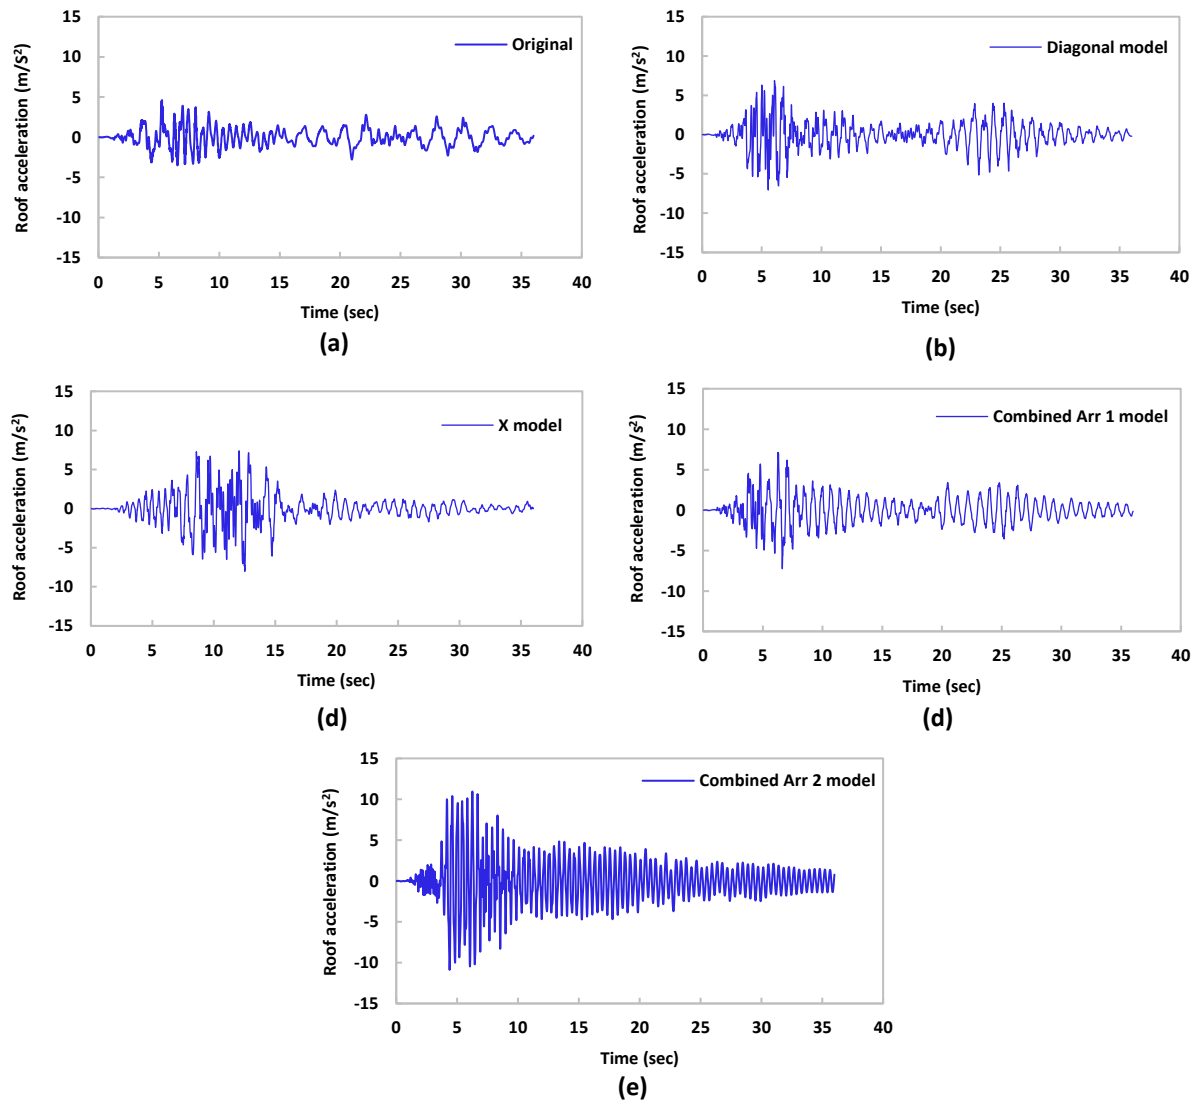 15
10
5
0
-5
-10
-15
Roof acceleration (m/S²)
Original
0 5 10 15 20 25 30 35 40
Time (sec)
(a)
15
10
5
0
-5
-10
-15
Roof acceleration (m/s²)
Diagonal model
0 5 10 15 20 25 30 35 40
Time (sec)
(b)
15
10
5
0
-5
-10
-15
Roof acceleration (m/s²)
X model
0 5 10 15 20 25 30 35 40
Time (sec)
(d)
15
10
5
0
-5
-10
-15
Roof acceleration (m/s²)
Combined Arr 1 model
0 5 10 15 20 25 30 35 40
Time (sec)
(d)
15
10
5
0
-5
-10
-15
Roof acceleration (m/s²)
Combined Arr 2 model
0 5 10 15 20 25 30 35 40
Time (sec)
(e)